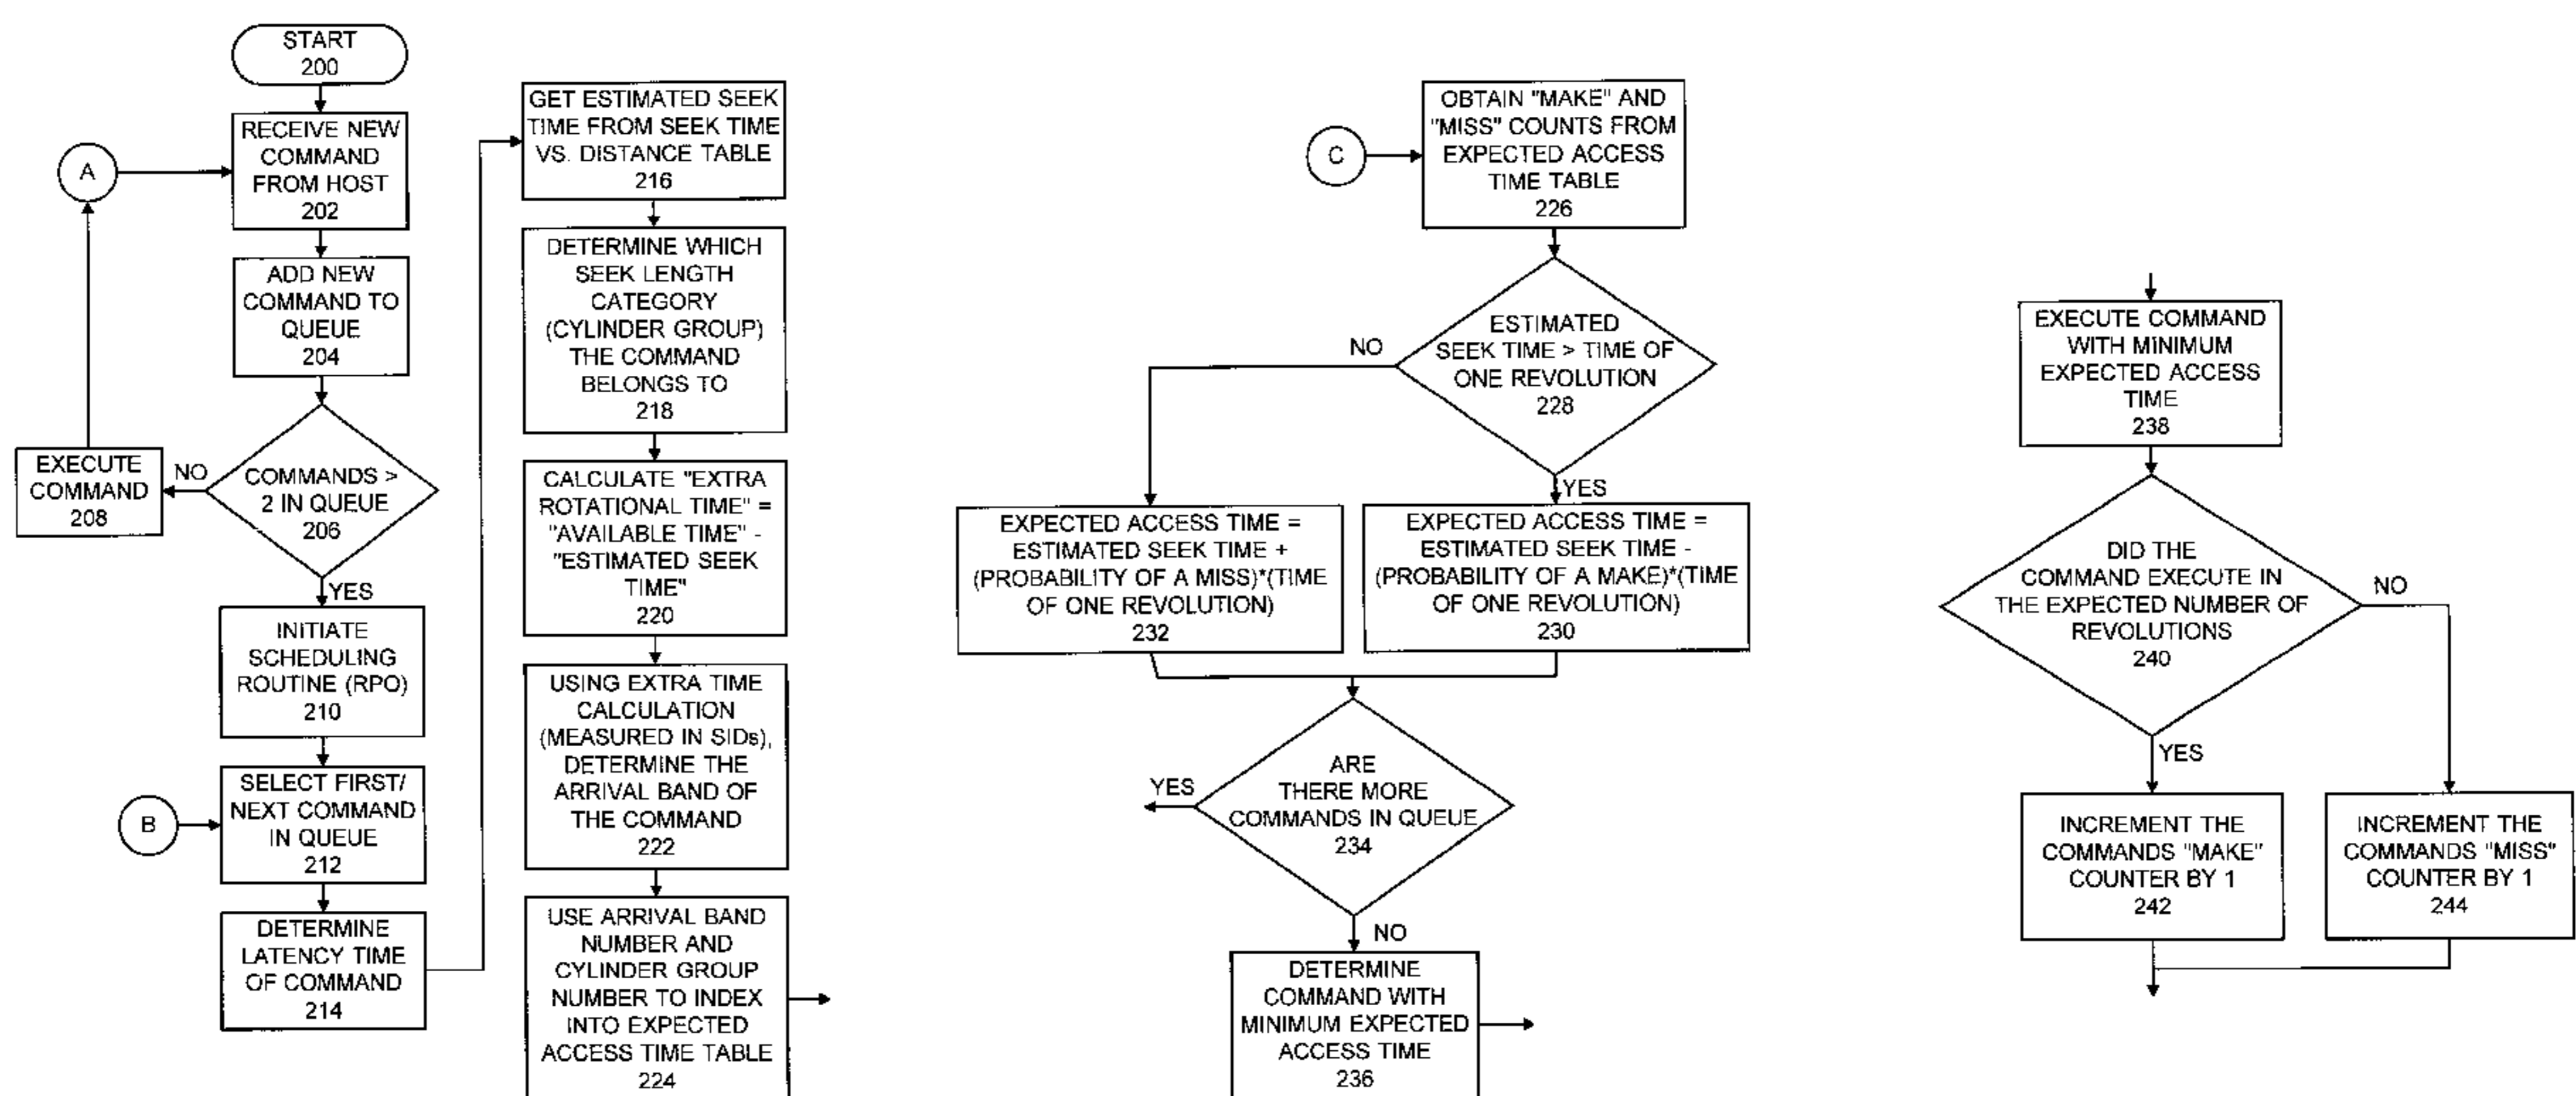 START
200
RECEIVE NEW
COMMAND
FROM HOST
202
A
ADD NEW
COMMAND TO
QUEUE
204
EXECUTE
COMMAND
208
NO
COMMANDS >
2 IN QUEUE
206
YES
INITIATE
SCHEDULING
ROUTINE (RPO)
210
B
SELECT FIRST/
NEXT COMMAND
IN QUEUE
212
DETERMINE
LATENCY TIME
OF COMMAND
214
GET ESTIMATED SEEK
TIME FROM SEEK TIME
VS. DISTANCE TABLE
216
DETERMINE WHICH
SEEK LENGTH
CATEGORY
(CYLINDER GROUP)
THE COMMAND
BELONGS TO
218
CALCULATE "EXTRA
ROTATIONAL TIME" =
"AVAILABLE TIME" -
"ESTIMATED SEEK
TIME"
220
USING EXTRA TIME
CALCULATION
(MEASURED IN SIDs),
DETERMINE THE
ARRIVAL BAND OF
THE COMMAND
222
USE ARRIVAL BAND
NUMBER AND
CYLINDER GROUP
NUMBER TO INDEX
INTO EXPECTED
ACCESS TIME TABLE
224
C
OBTAIN "MAKE" AND
"MISS" COUNTS FROM
EXPECTED ACCESS
TIME TABLE
226
NO
ESTIMATED
SEEK TIME > TIME OF
ONE REVOLUTION
228
YES
EXPECTED ACCESS TIME =
ESTIMATED SEEK TIME +
(PROBABILITY OF A MISS)*(TIME
OF ONE REVOLUTION)
232
EXPECTED ACCESS TIME =
ESTIMATED SEEK TIME -
(PROBABILITY OF A MAKE)*(TIME
OF ONE REVOLUTION)
230
YES
ARE
THERE MORE
COMMANDS IN QUEUE
234
NO
DETERMINE
COMMAND WITH
MINIMUM EXPECTED
ACCESS TIME
236
EXECUTE COMMAND
WITH MINIMUM
EXPECTED ACCESS
TIME
238
DID THE
COMMAND EXECUTE IN
THE EXPECTED NUMBER OF
REVOLUTIONS
240
NO
YES
INCREMENT THE
COMMANDS "MAKE"
COUNTER BY 1
242
INCREMENT THE
COMMANDS "MISS"
COUNTER BY 1
244